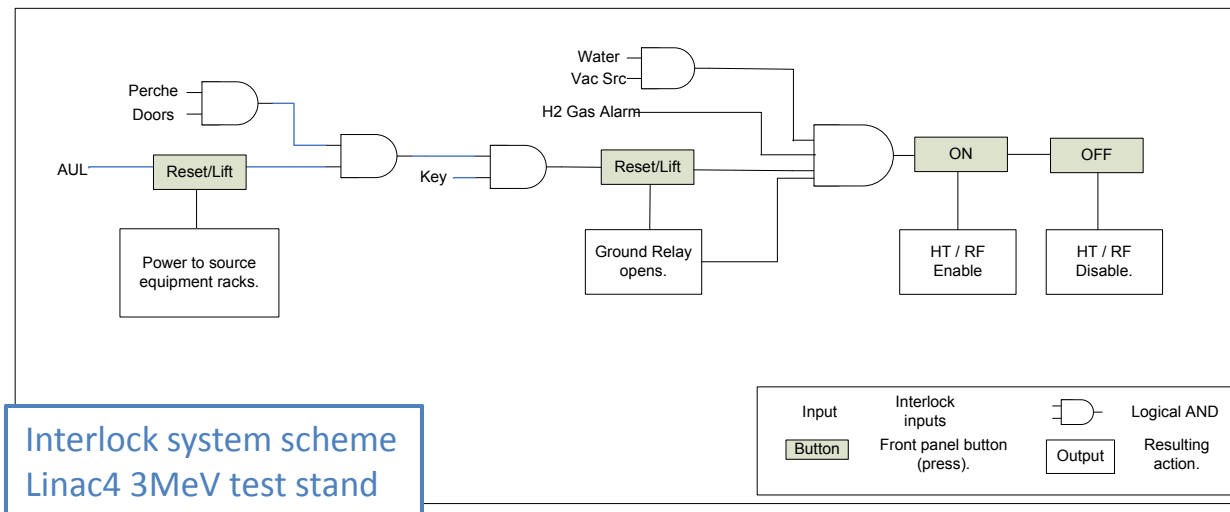 Water
Vac Src
Perche
Doors
H2 Gas Alarm
AUL
Reset/Lift
Key
Reset/Lift
ON
OFF
Power to source
equipment racks.
Ground Relay
opens.
HT / RF
Enable
HT / RF
Disable.
Input
Interlock
inputs
Logical AND
Button
Front panel button
(press).
Output
Resulting
action.
Interlock system scheme
Linac4 3MeV test stand